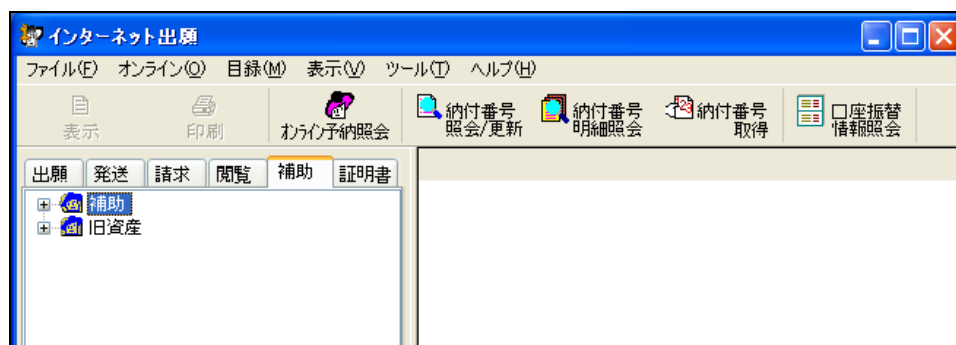 インターネット出願
ファイル(F) オンライン(O) 目録(M) 表示(V) ツール(T) ヘルプ(H)
表示
印刷
オンライン予納照会
納付番号
照会/更新
納付番号
明細照会
納付番号
取得
口座振替
情報照会
出願 発送 請求 閲覧 補助 証明書
補助
旧資産